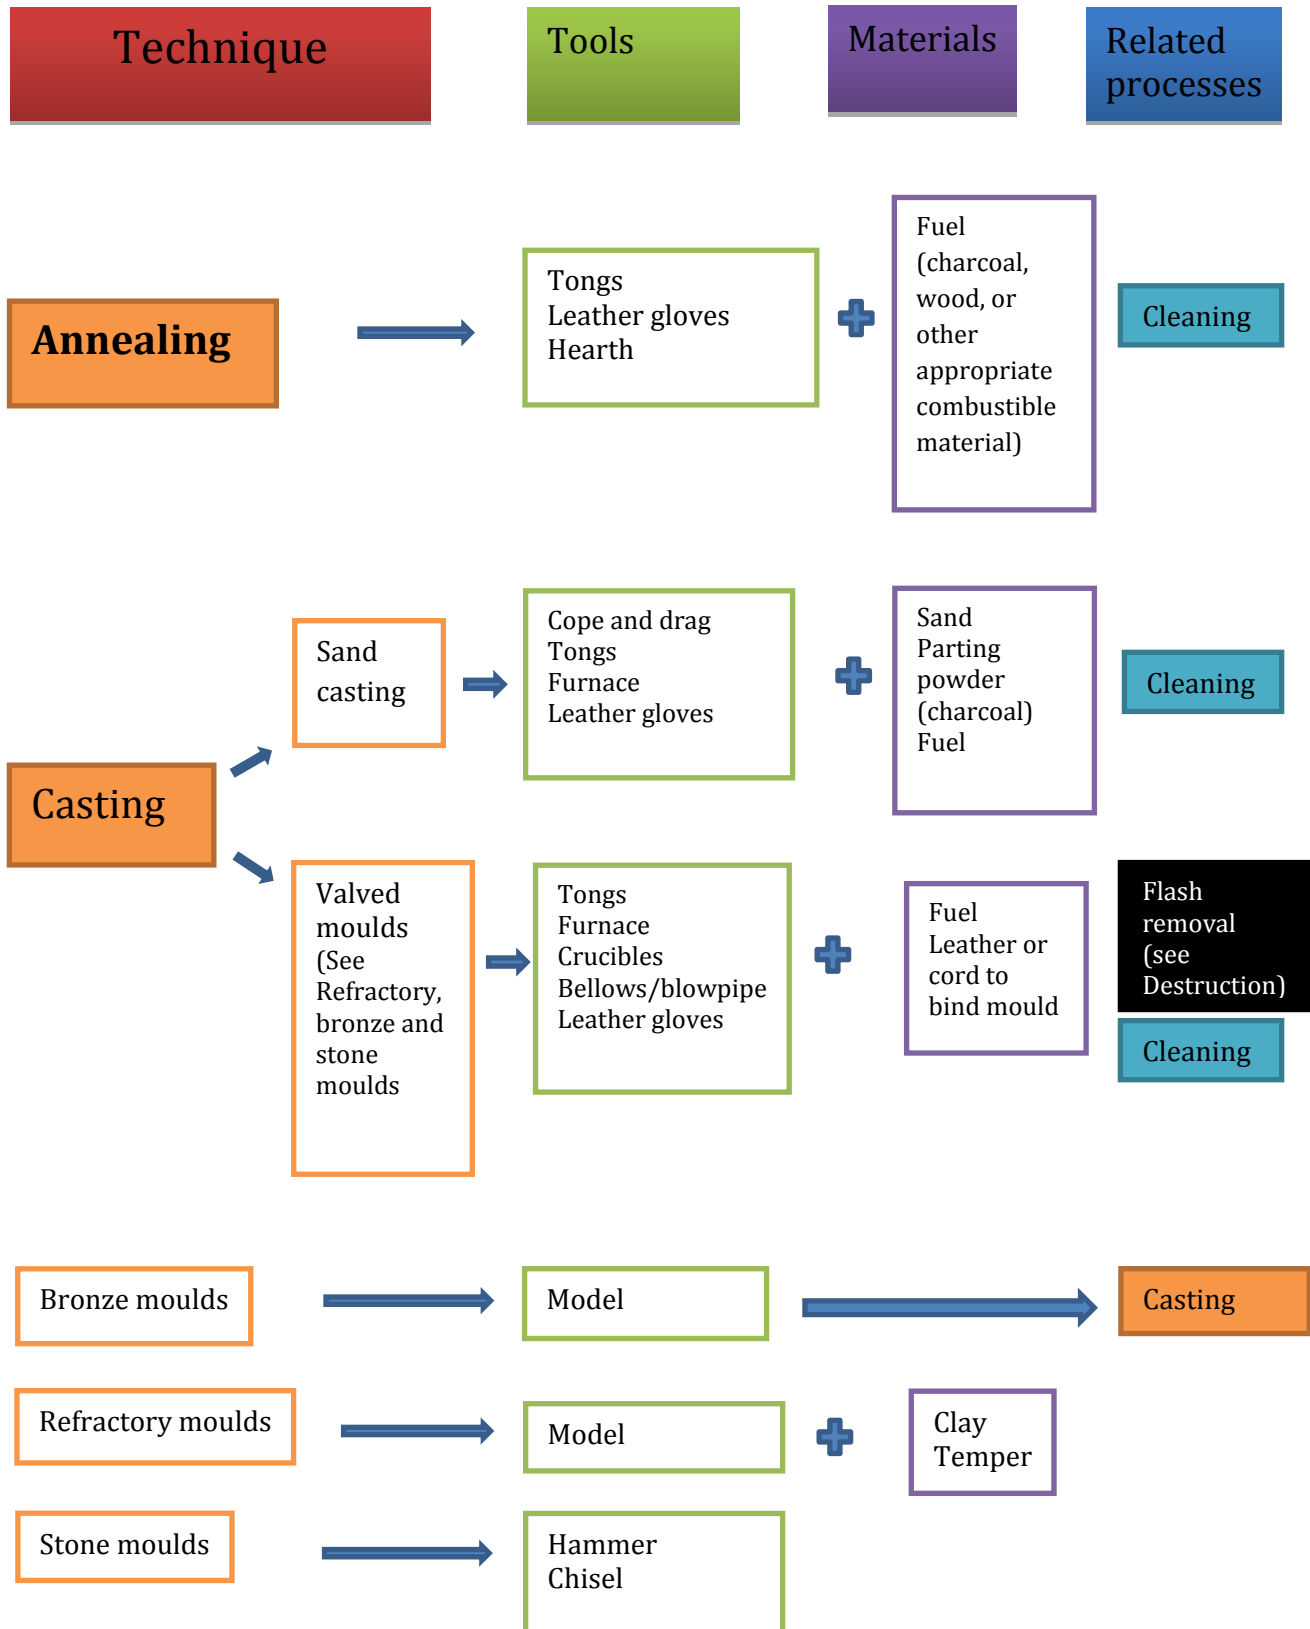 Technique
Tools
Materials
Related
processes
Annealing
Tongs
Leather gloves
Hearth
Fuel
(charcoal,
wood, or
other
appropriate
combustible
material)
Cleaning
Casting
Sand
casting
Cope and drag
Tongs
Furnace
Leather gloves
Sand
Parting
powder
(charcoal)
Fuel
Cleaning
Valved
moulds
(See
Refractory,
bronze and
stone
moulds
Tongs
Furnace
Crucibles
Bellows/blowpipe
Leather gloves
Fuel
Leather or
cord to
bind mould
Flash
removal
(see
Destruction)
Cleaning
Bronze moulds
Model
Casting
Refractory moulds
Model
Clay
Temper
Stone moulds
Hammer
Chisel